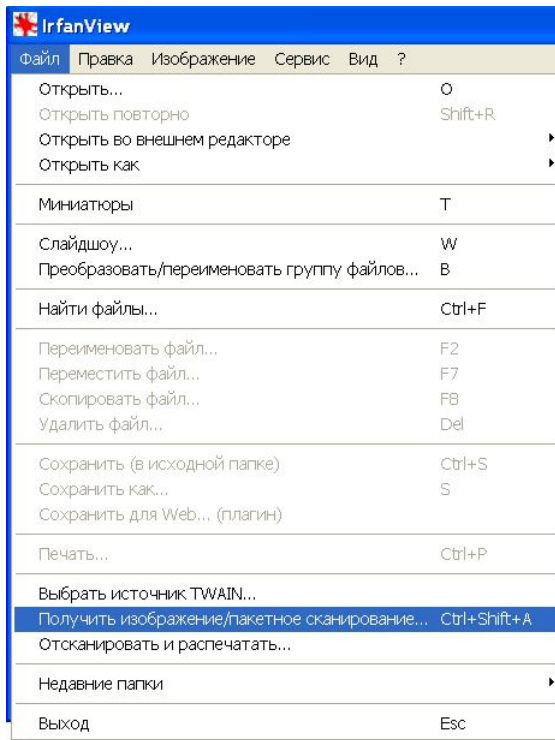 IrfanView
Файл Правка Изображение Сервис Вид ?
Открыть... O
Открыть повторно Shift+R
Открыть во внешнем редакторе
Открыть как
Миниатюры T
Слайдшоу... W
Преобразовать/переименовать группу файлов... B
Найти файлы... Ctrl+F
Переименовать файл... F2
Переместить файл... F7
Скопировать файл... F8
Удалить файл... Del
Сохранить (в исходной папке) Ctrl+S
Сохранить как... S
Сохранить для Web... (плагин)
Печать... Ctrl+P
Выбрать источник TWAIN...
Получить изображение/пакетное сканирование... Ctrl+Shift+A
Отсканировать и распечатать...
Недавние папки
Выход Esc